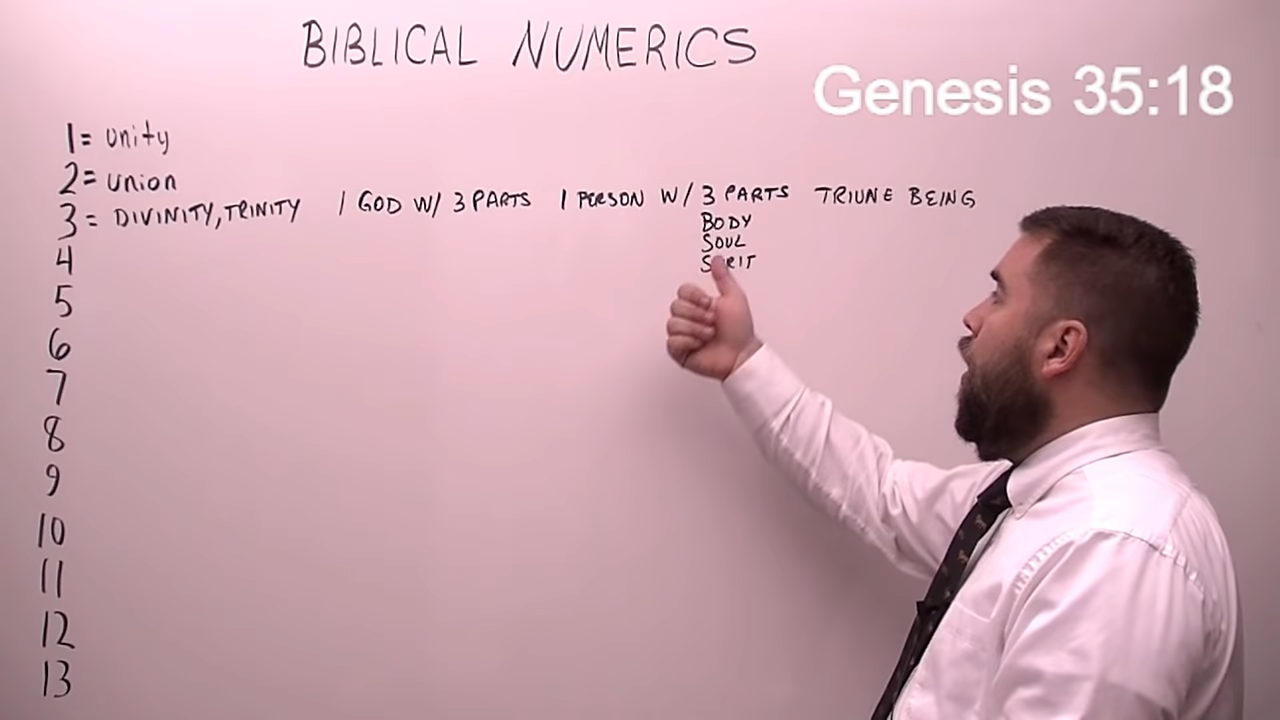 BIBLICAL NUMERICS
Genesis 35:18
1 = unity
2 = union
3 = DIVINITY, TRINITY 1 GOD W/ 3 PARTS 1 PERSON W/ 3 PARTS TRIUNE BEING
BODY
SOUL
4
5
6
7
8
9
10
11
12
13